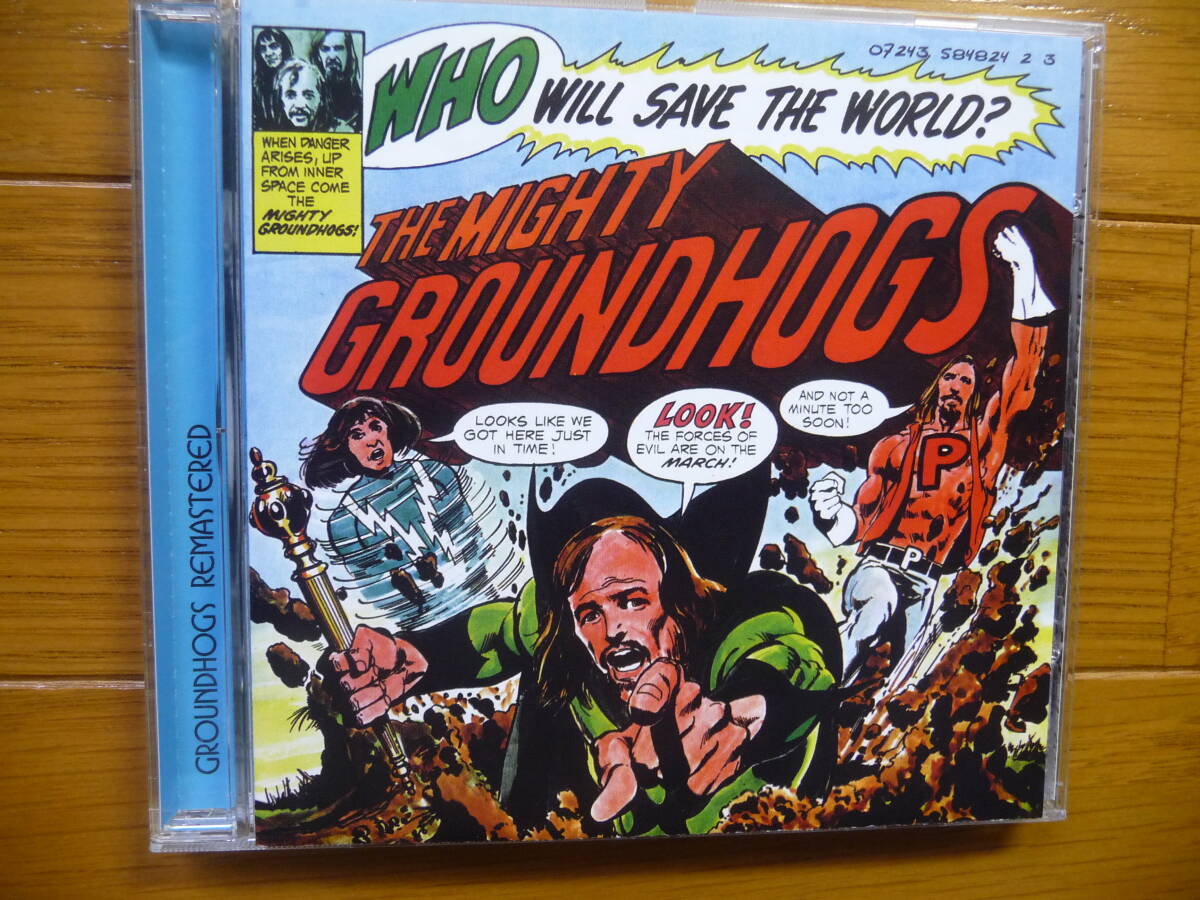 07243 584824 2 3
WHO WILL SAVE THE WORLD?
WHEN DANGER
ARISES, UP
FROM INNER
SPACE COME
THE
MIGHTY
GROUNDHOGS!
THE MIGHTY
GROUNDHOGS
LOOKS LIKE WE
GOT HERE JUST
IN TIME!
LOOK!
THE FORCES OF
EVIL ARE ON THE
MARCH!
AND NOT A
MINUTE TOO
SOON!
P
P
GROUNDHOGS REMASTERED